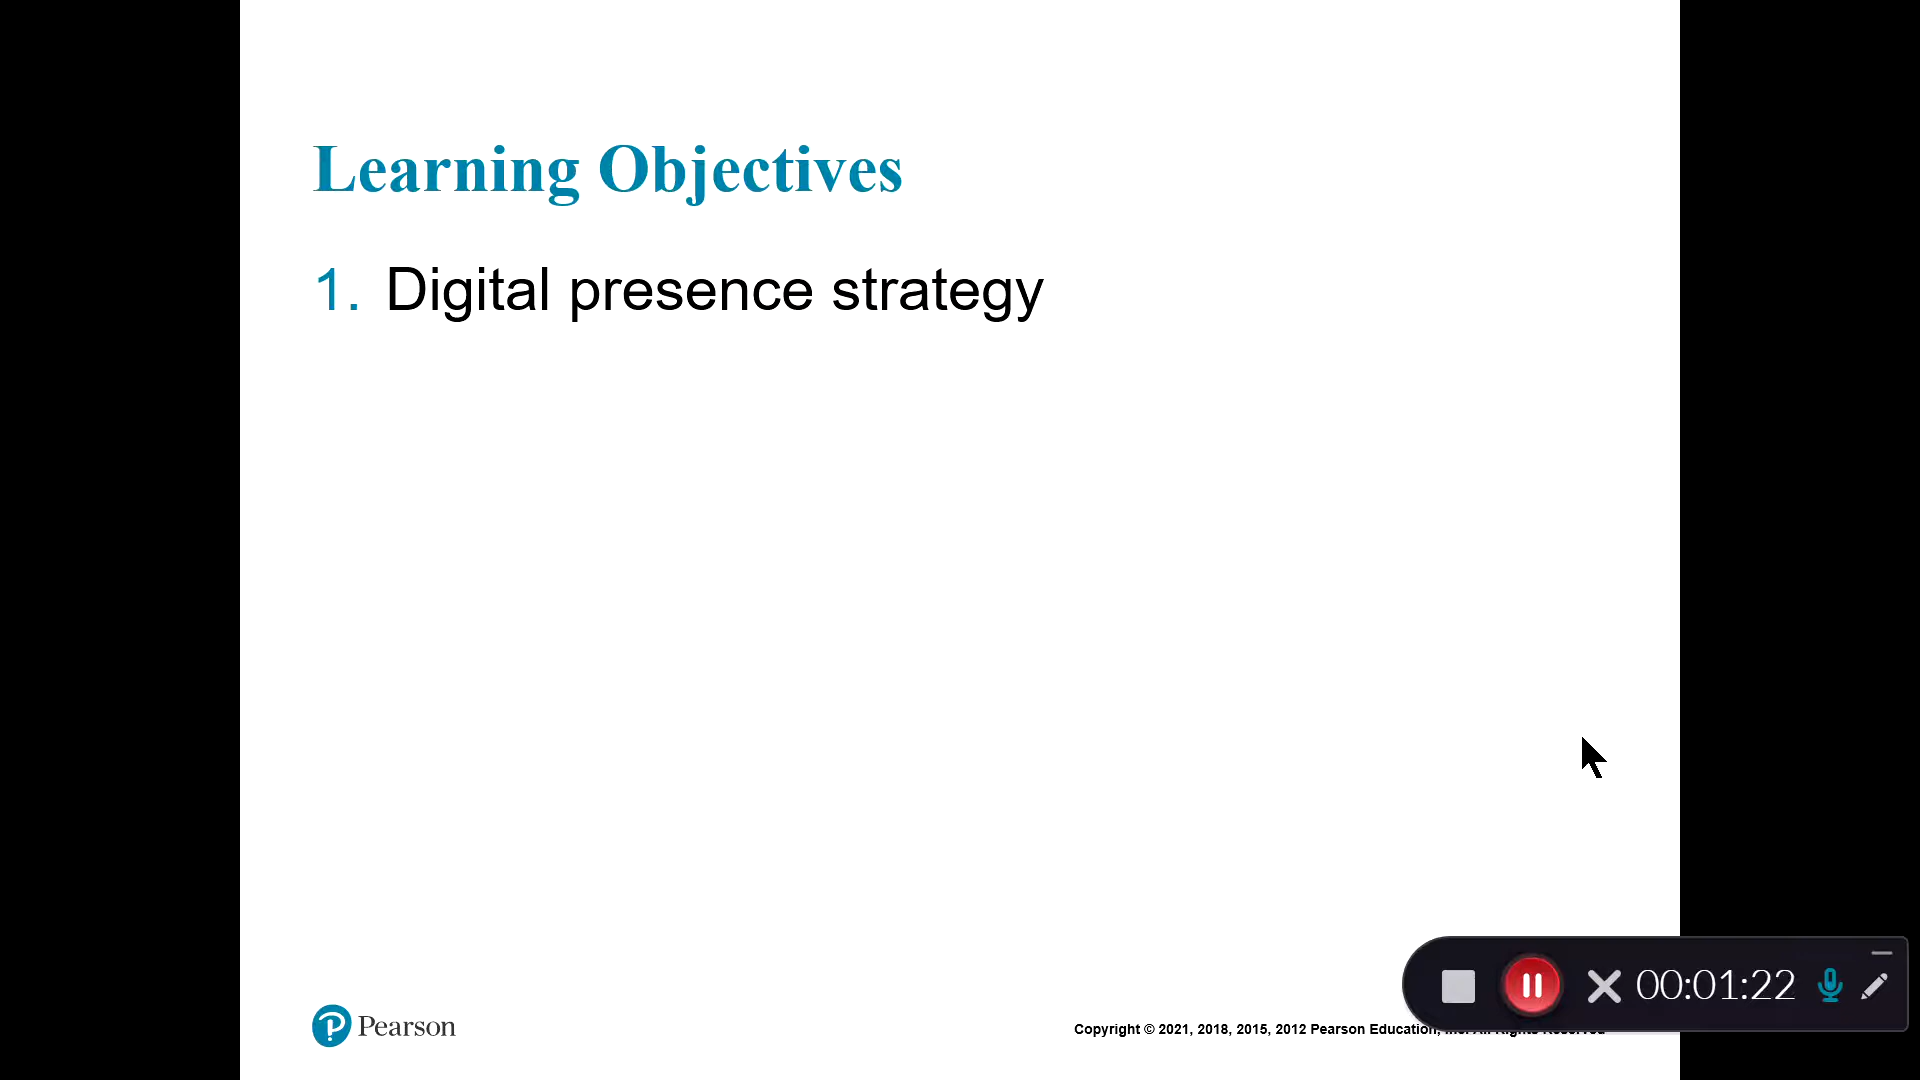 Learning Objectives
1. Digital presence strategy
Pearson
Copyright © 2021, 2018, 2015, 2012 Pearson Education,
00:01:22